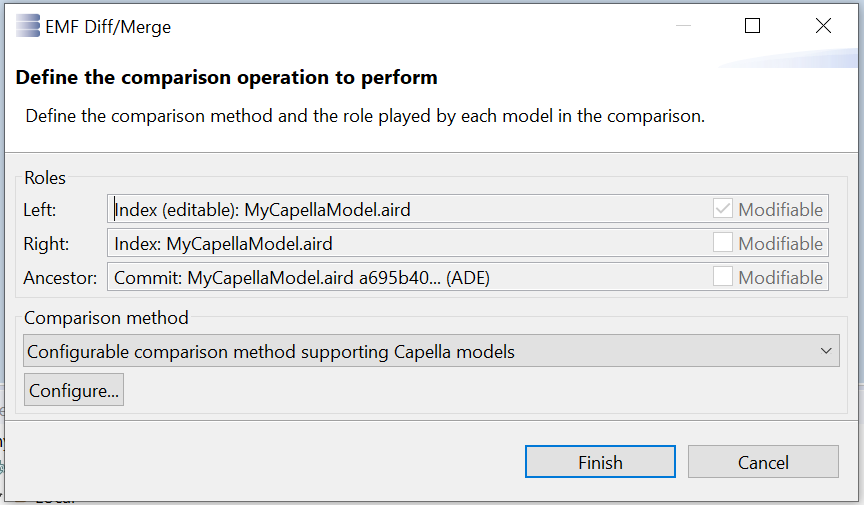 EMF Diff/Merge
Define the comparison operation to perform
Define the comparison method and the role played by each model in the comparison.
Roles
Left: Index (editable): MyCapellaModel.aird Modifiable
Right: Index: MyCapellaModel.aird Modifiable
Ancestor: Commit: MyCapellaModel.aird a695b40... (ADE) Modifiable
Comparison method
Configurable comparison method supporting Capella models
Configure...
Finish Cancel